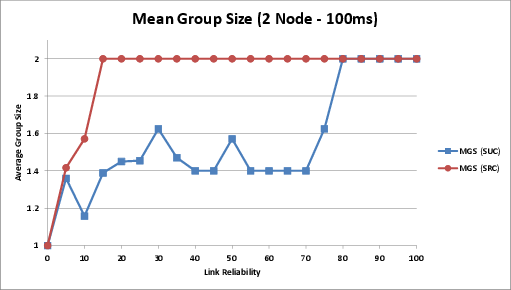 Mean Group Size (2 Node - 100ms)
2
1.8
1.6
1.4
1.2
1
Average Group Size
0 10 20 30 40 50 60 70 80 90 100
Link Reliability
MGS (SUC)
MGS (SRC)